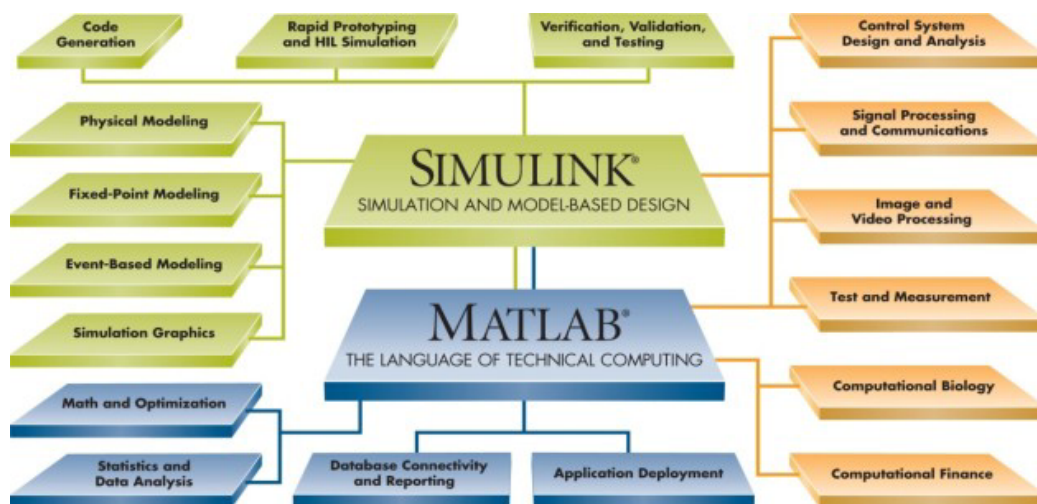 Code
Generation
Rapid Prototyping
and HIL Simulation
Verification, Validation,
and Testing
Control System
Design and Analysis
Physical Modeling
Signal Processing
and Communications
SIMULINK®
SIMULATION AND MODEL-BASED DESIGN
Fixed-Point Modeling
Image and
Video Processing
Event-Based Modeling
Test and Measurement
Simulation Graphics
MATLAB®
THE LANGUAGE OF TECHNICAL COMPUTING
Math and Optimization
Computational Biology
Statistics and
Data Analysis
Database Connectivity
and Reporting
Application Deployment
Computational Finance